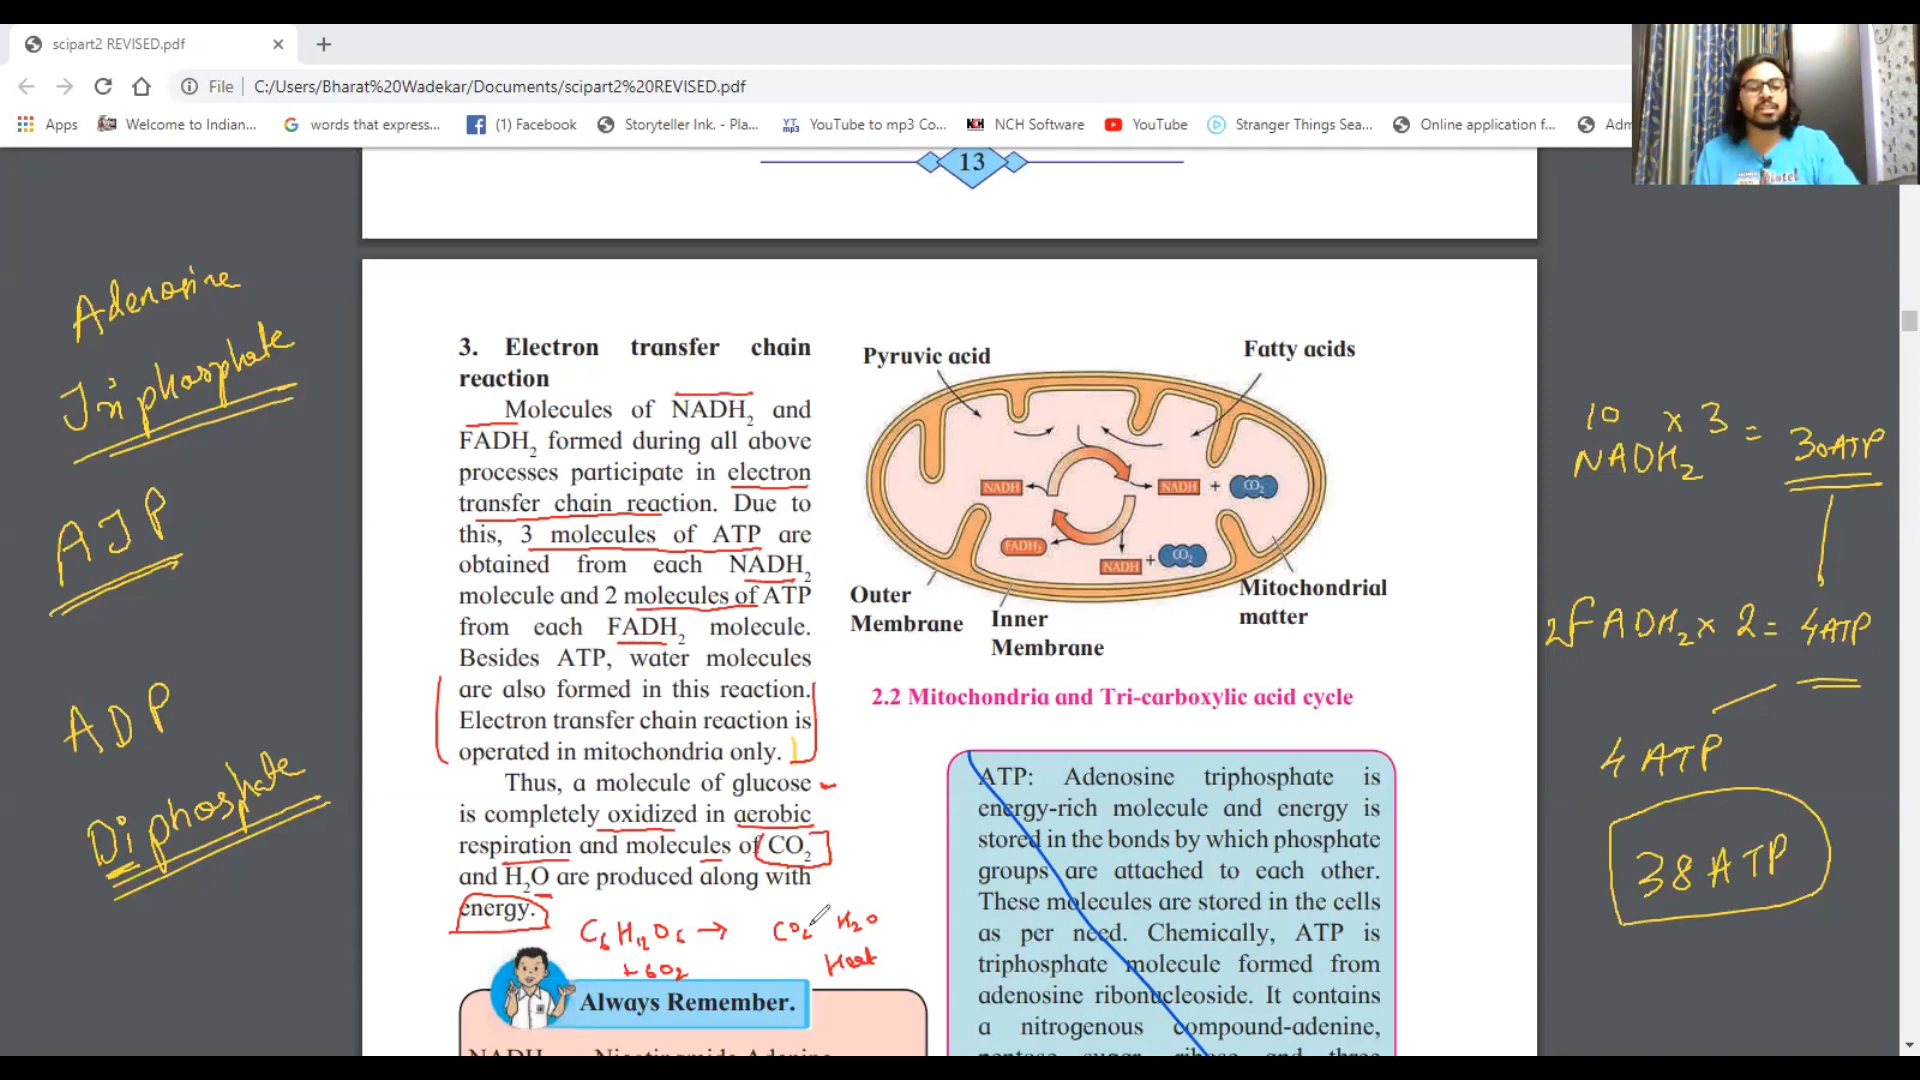 scipart2 REVISED.pdf
File C:/Users/Bharat%20Wadekar/Documents/scipart2%20REVISED.pdf
Apps Welcome to Indian... words that express... (1) Facebook Storyteller Ink. - Pla... YouTube to mp3 Co... NCH Software YouTube Stranger Things Sea... Online application f... Adm
13
Adenosine
Triphosphate
ATP
ADP
Diphosphate
3. Electron transfer chain
reaction
Molecules of NADH2 and
FADH2 formed during all above
processes participate in electron
transfer chain reaction. Due to
this, 3 molecules of ATP are
obtained from each NADH2
molecule and 2 molecules of ATP
from each FADH2 molecule.
Besides ATP, water molecules
are also formed in this reaction.
Electron transfer chain reaction is
operated in mitochondria only.
Thus, a molecule of glucose
is completely oxidized in aerobic
respiration and molecules of CO2
and H2O are produced along with
energy.
C6H12O6 → CO2 H2O
+6O2 Heat
Always Remember.
Pyruvic acid
Fatty acids
NADH
NADH + CO2
FADH2
NADH + CO2
Outer
Membrane
Inner
Membrane
Mitochondrial
matter
2.2 Mitochondria and Tri-carboxylic acid cycle
ATP: Adenosine triphosphate is
energy-rich molecule and energy is
stored in the bonds by which phosphate
groups are attached to each other.
These molecules are stored in the cells
as per need. Chemically, ATP is
triphosphate molecule formed from
adenosine ribonucleoside. It contains
a nitrogenous compound-adenine,
10 x 3 = 30ATP
NADH2
2FADH2 x 2 = 4ATP
4 ATP
38 ATP